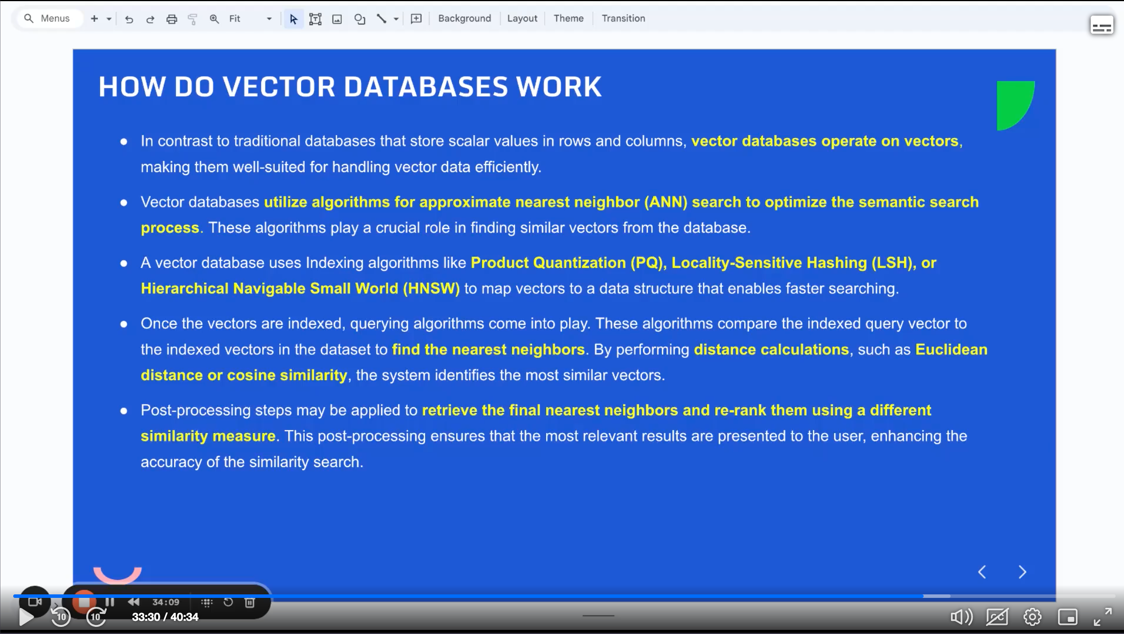 Menus
Fit
Background
Layout
Theme
Transition
HOW DO VECTOR DATABASES WORK
● In contrast to traditional databases that store scalar values in rows and columns, vector databases operate on vectors,
making them well-suited for handling vector data efficiently.
● Vector databases utilize algorithms for approximate nearest neighbor (ANN) search to optimize the semantic search
process. These algorithms play a crucial role in finding similar vectors from the database.
● A vector database uses Indexing algorithms like Product Quantization (PQ), Locality-Sensitive Hashing (LSH), or
Hierarchical Navigable Small World (HNSW) to map vectors to a data structure that enables faster searching.
● Once the vectors are indexed, querying algorithms come into play. These algorithms compare the indexed query vector to
the indexed vectors in the dataset to find the nearest neighbors. By performing distance calculations, such as Euclidean
distance or cosine similarity, the system identifies the most similar vectors.
● Post-processing steps may be applied to retrieve the final nearest neighbors and re-rank them using a different
similarity measure. This post-processing ensures that the most relevant results are presented to the user, enhancing the
accuracy of the similarity search.
34:09
10
10
33:30 / 40:34
CC